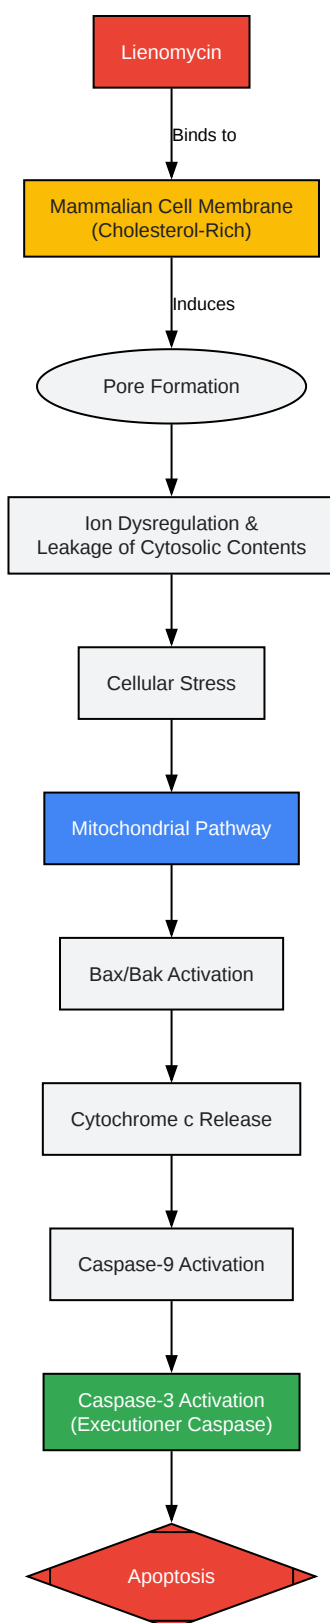 Lienomycin
Binds to
Mammalian Cell Membrane
(Cholesterol-Rich)
Induces
Pore Formation
Ion Dysregulation &
Leakage of Cytosolic Contents
Cellular Stress
Mitochondrial Pathway
Bax/Bak Activation
Cytochrome c Release
Caspase-9 Activation
Caspase-3 Activation
(Executioner Caspase)
Apoptosis